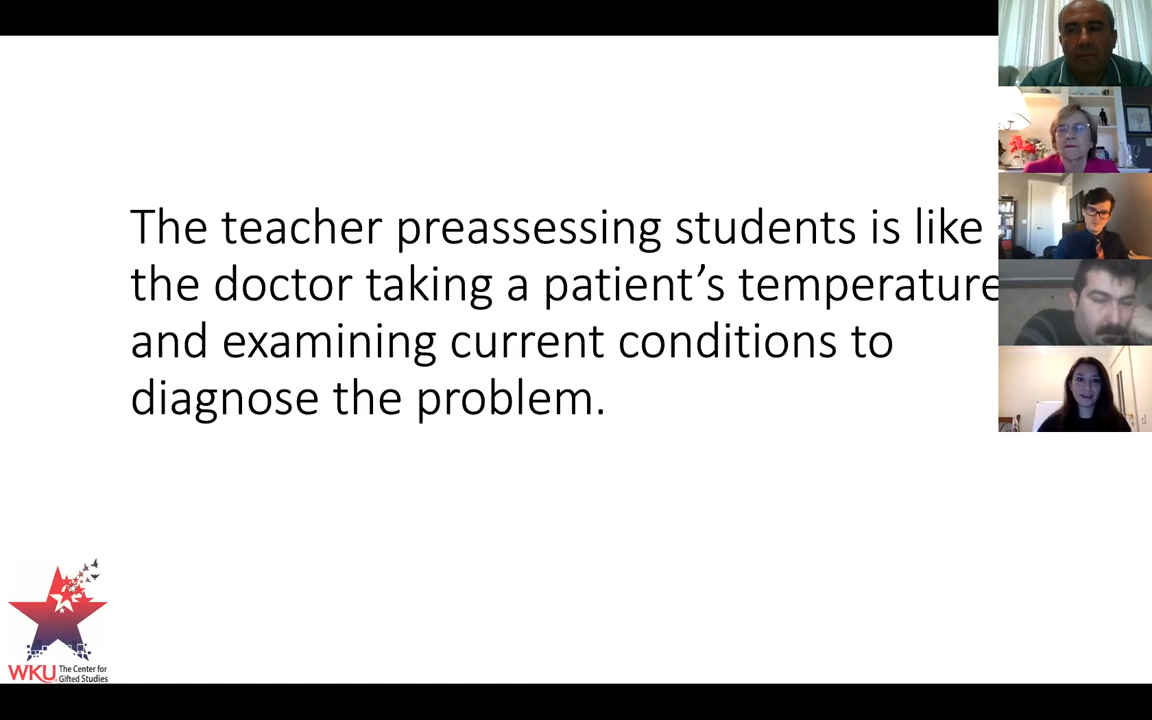 The teacher preassessing students is like
the doctor taking a patient’s temperature
and examining current conditions to
diagnose the problem.
WKU The Center for
Gifted Studies